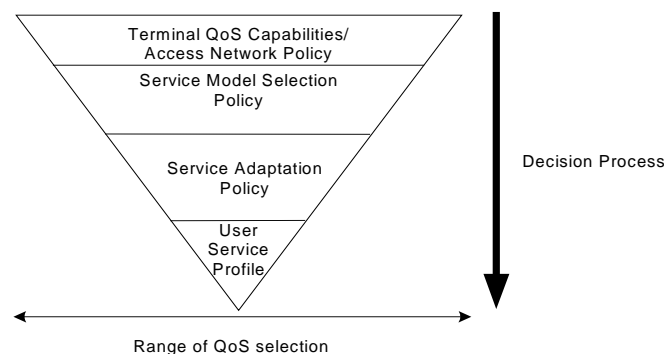 Terminal QoS Capabilities/
Access Network Policy
Service Model Selection
Policy
Service Adaptation
Policy
User
Service
Profile
Decision Process
Range of QoS selection